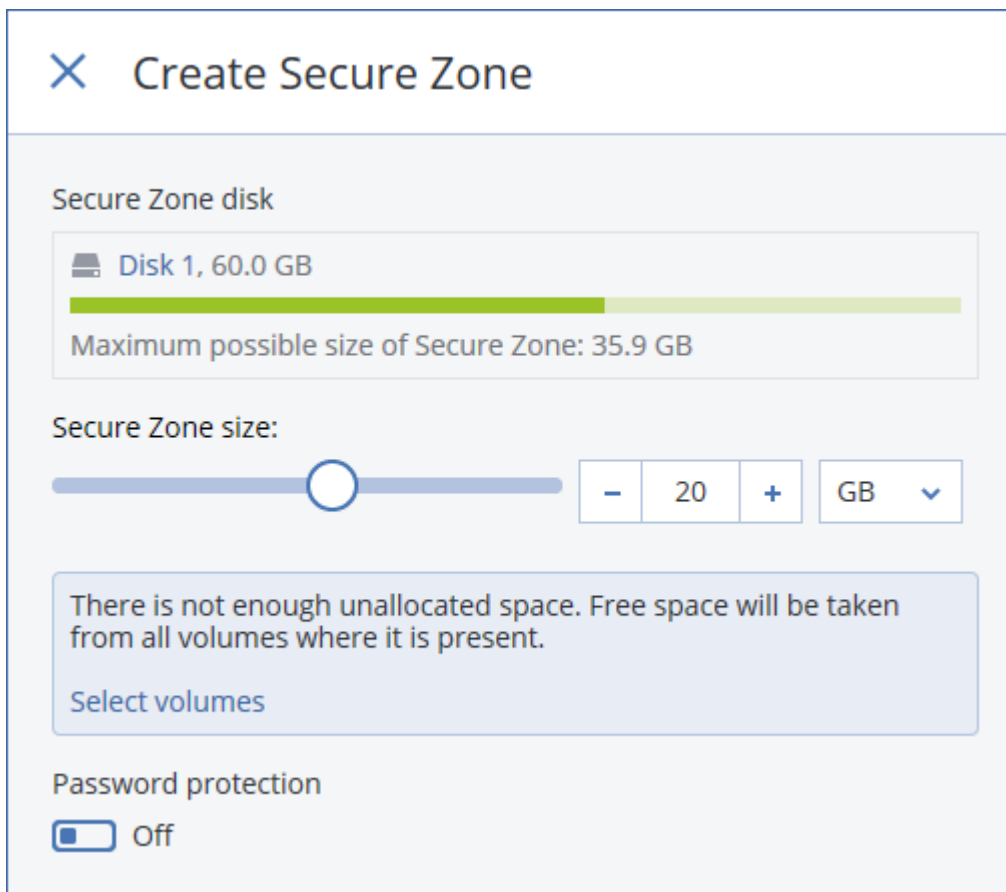 Create Secure Zone
Secure Zone disk
Disk 1, 60.0 GB
Maximum possible size of Secure Zone: 35.9 GB
Secure Zone size:
20 GB
There is not enough unallocated space. Free space will be taken
from all volumes where it is present.
Select volumes
Password protection
Off